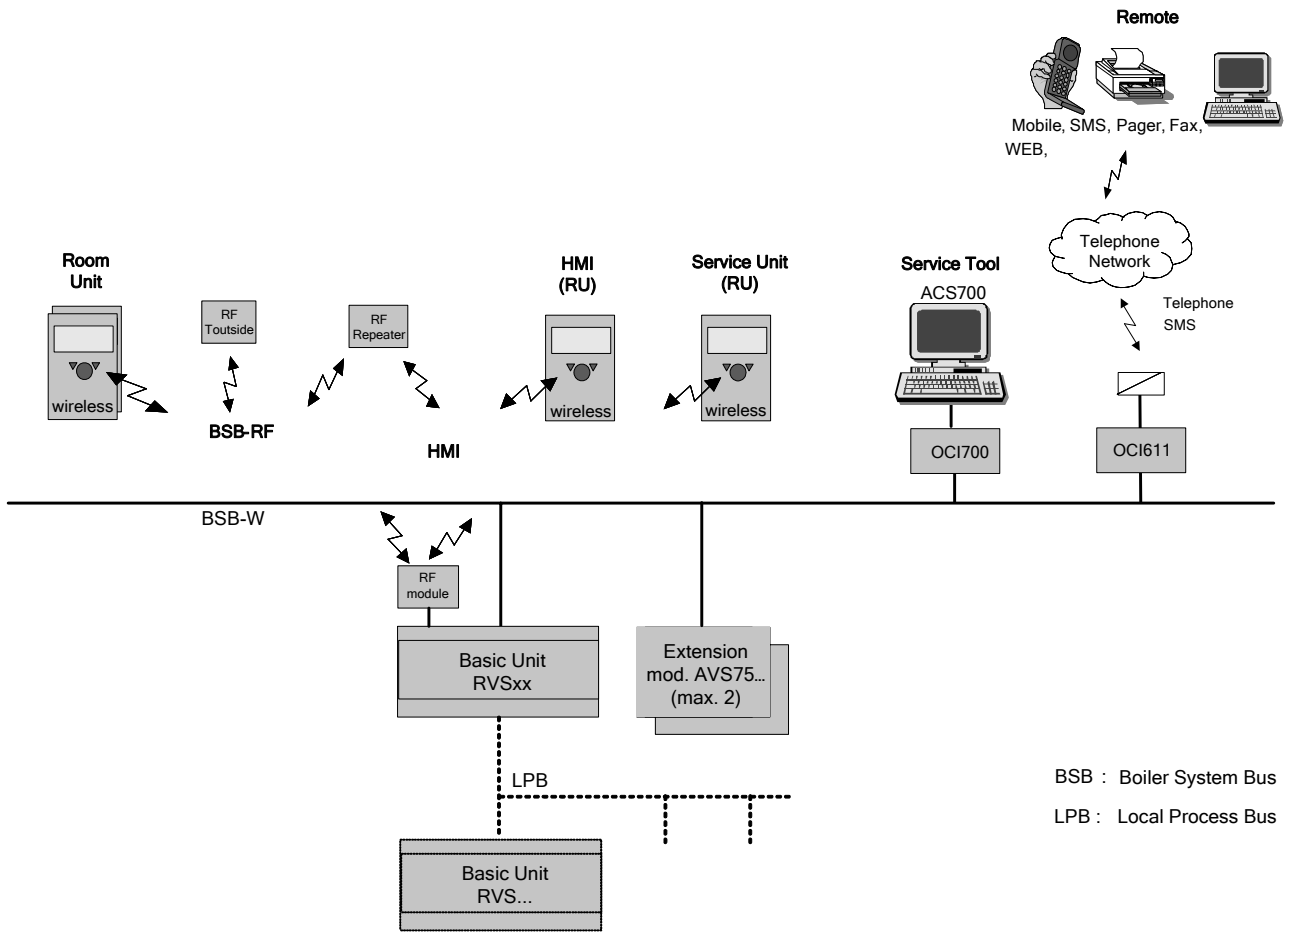 Remote
Mobile, SMS, Pager, Fax,
WEB,
Telephone
Network
Telephone
SMS
Room
Unit
RF
Toutside
RF
Repeater
HMI
(RU)
Service Unit
(RU)
Service Tool
ACS700
wireless
wireless
wireless
BSB-RF
HMI
OCI700
OCI611
BSB-W
RF
module
Basic Unit
RVSxx
Extension
mod. AVS75...
(max. 2)
LPB
BSB : Boiler System Bus
LPB : Local Process Bus
Basic Unit
RVS...